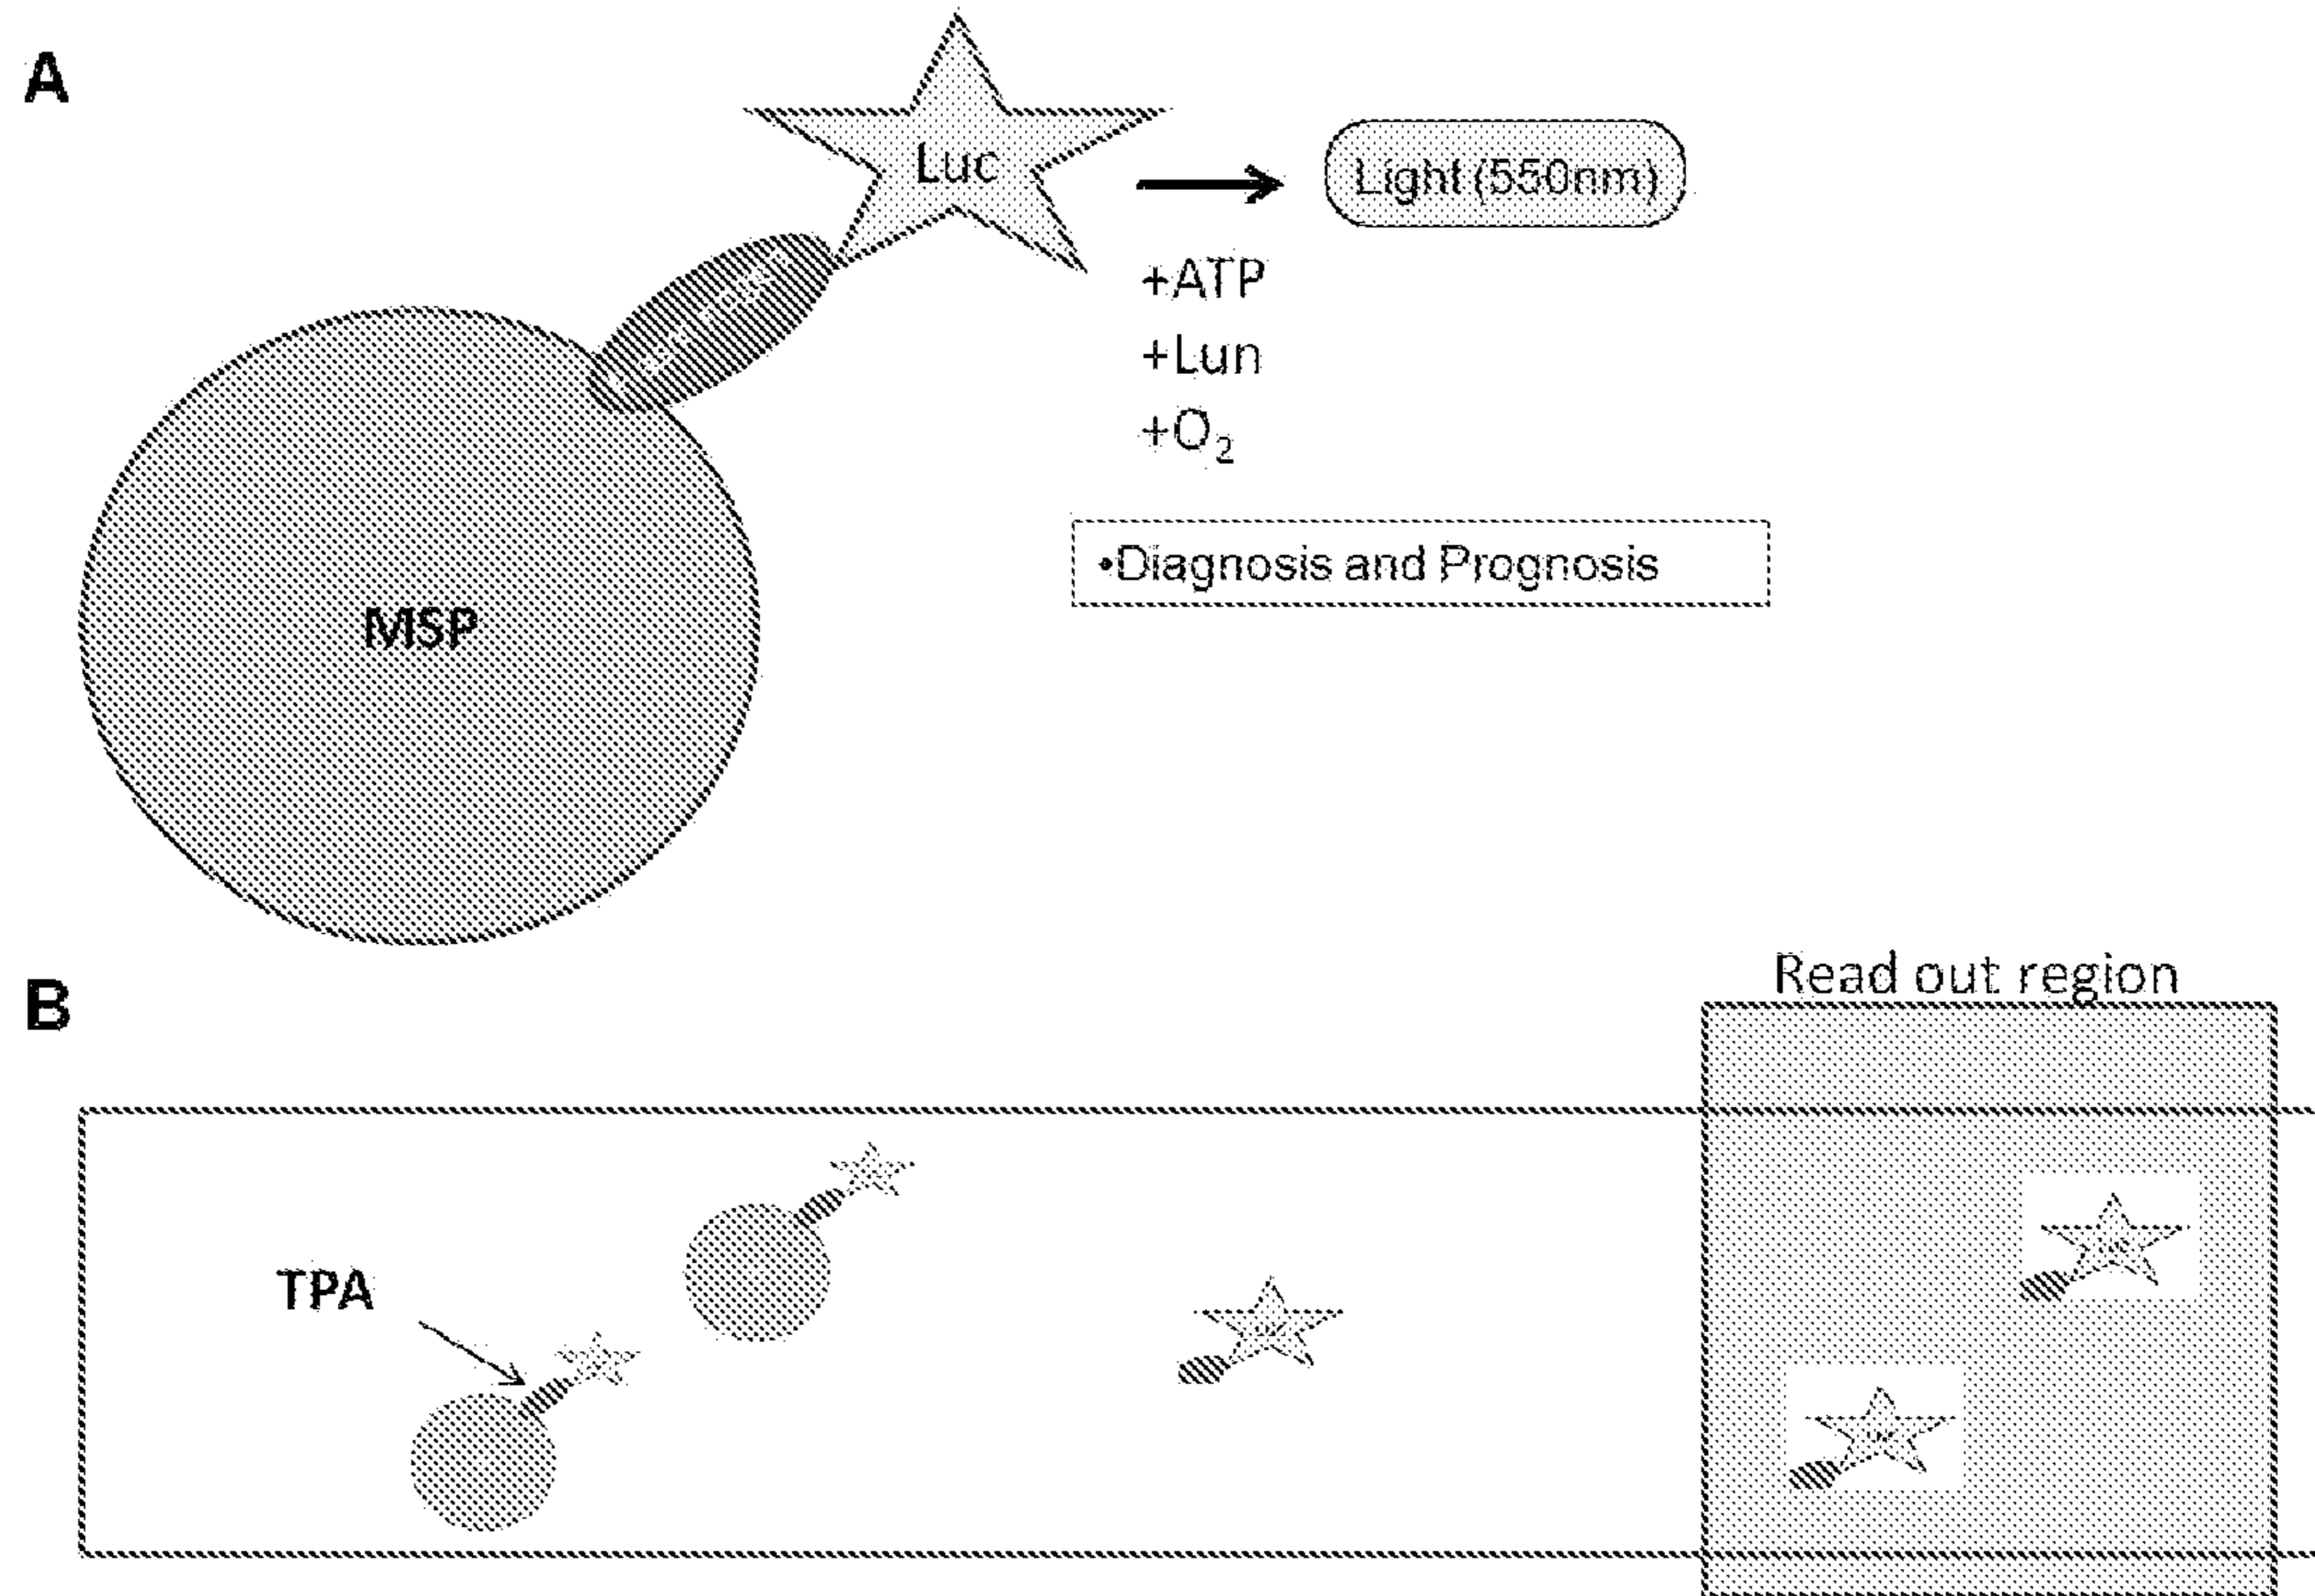 A
Luc
Light (550nm)
+ATP
+Lun
+O₂
•Diagnosis and Prognosis
MSP
B
Read out region
TPA